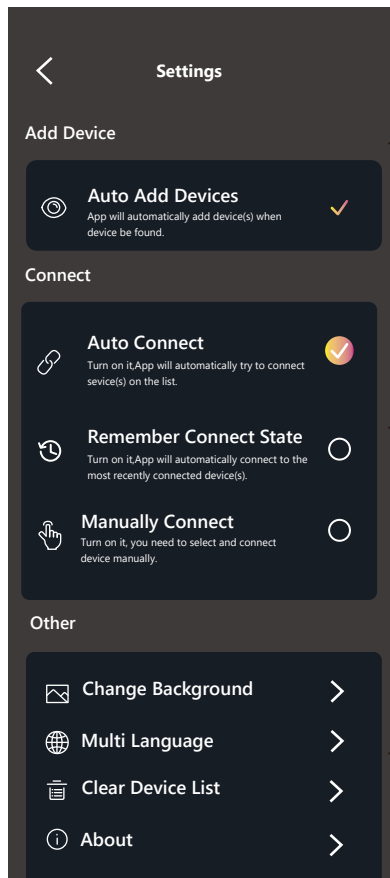 Settings
Add Device
Auto Add Devices
App will automatically add device(s) when
device be found.
Connect
Auto Connect
Turn on it,App will automatically try to connect
sevice(s) on the list.
Remember Connect State
Turn on it,App will automatically connect to the
most recently connected device(s).
Manually Connect
Turn on it, you need to select and connect
device manually.
Other
Change Background
Multi Language
Clear Device List
About